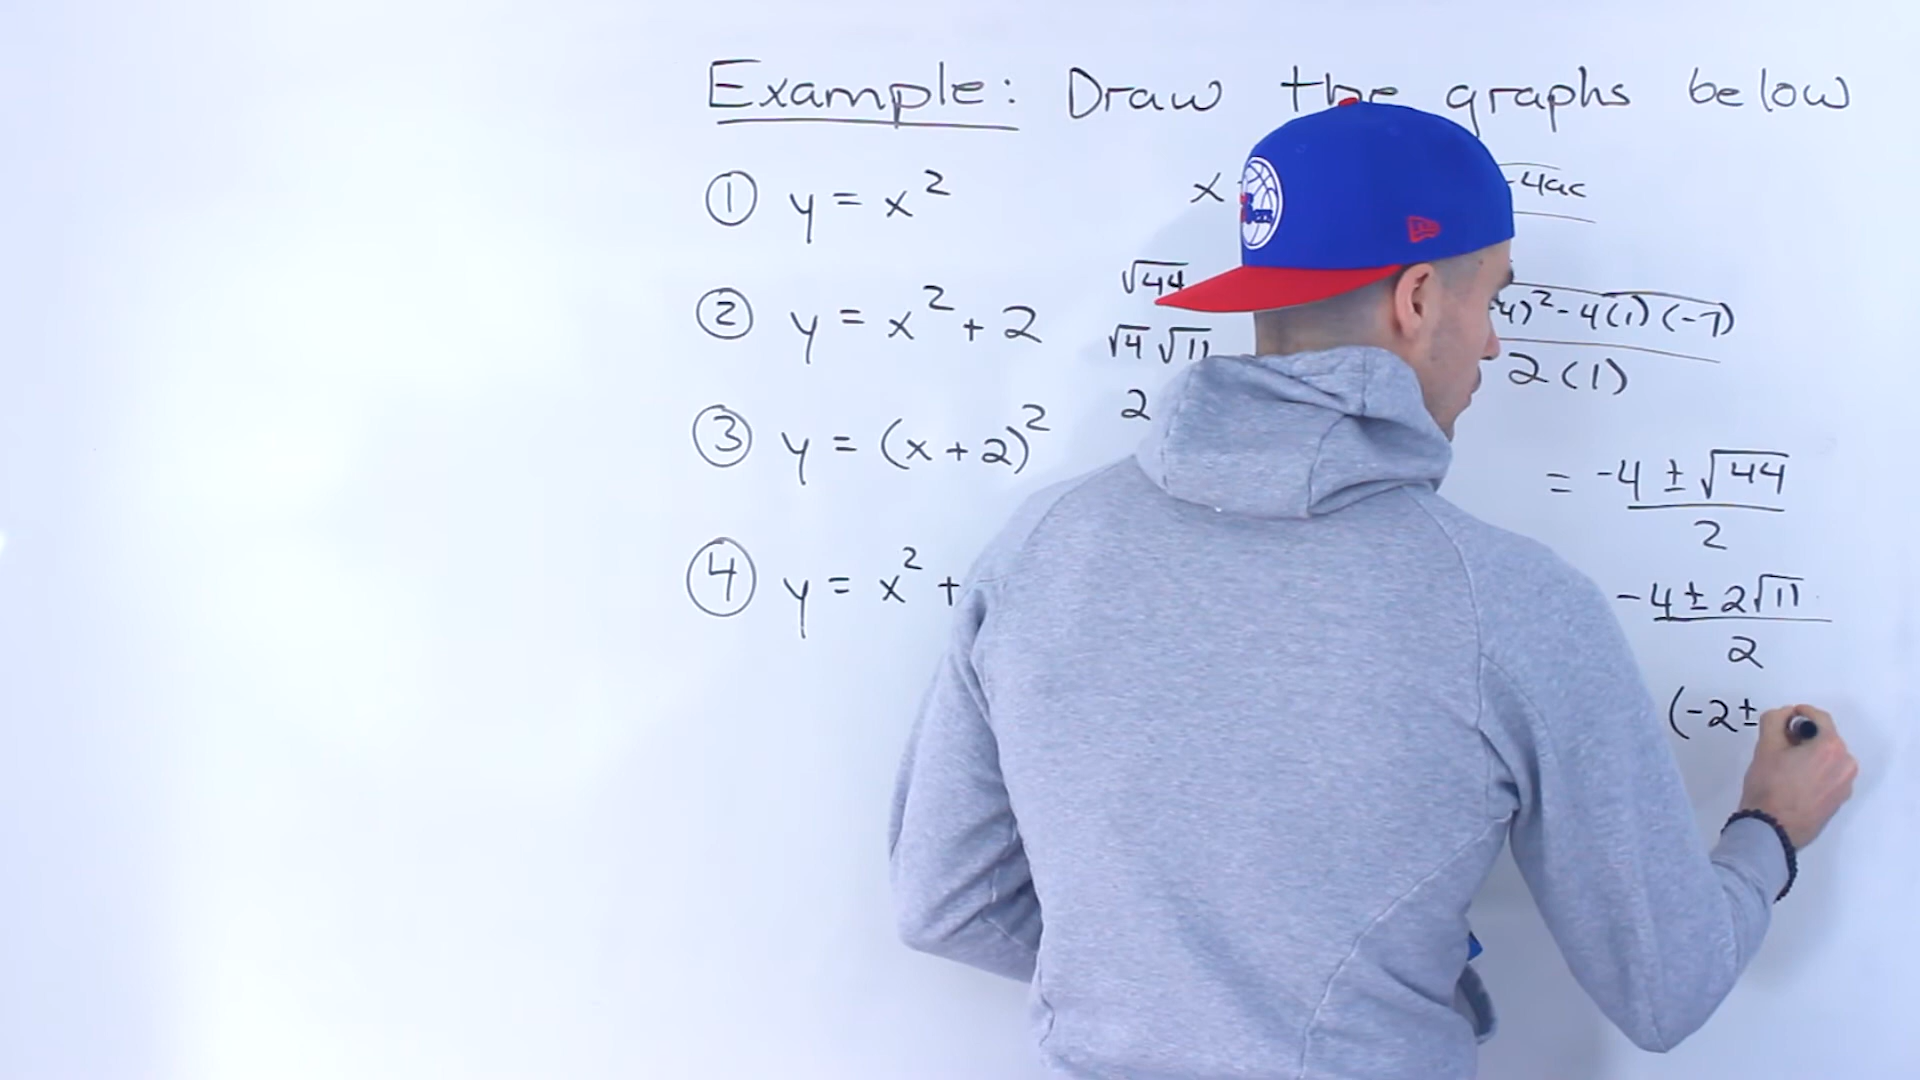 Example: Draw the graphs below
① y = x²
② y = x² + 2
③ y = (x + 2)²
④ y = x² +
x
-4ac
√44
√4 √11
2
4)² - 4(1)(-7)
2(1)
= -4 ± √44
2
-4 ± 2√11
2
(-2 ±